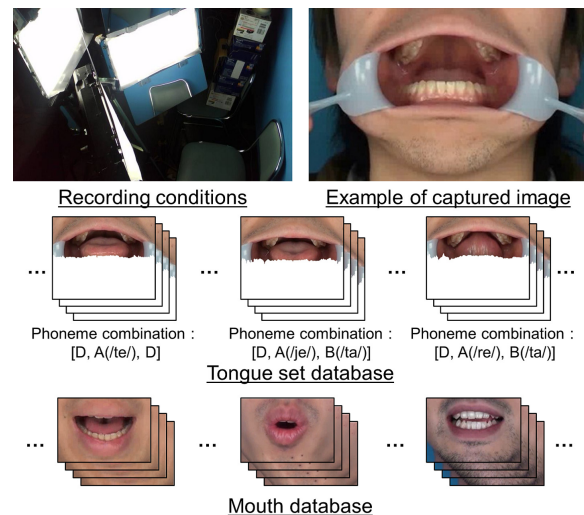 Recording conditions
Example of captured image
... ... ... ...
Phoneme combination :
[D, A(/te/), D]
Phoneme combination :
[D, A(/je/), B(/ta/)]
Phoneme combination :
[D, A(/re/), B(/ta/)]
Tongue set database
... ... ... ...
Mouth database